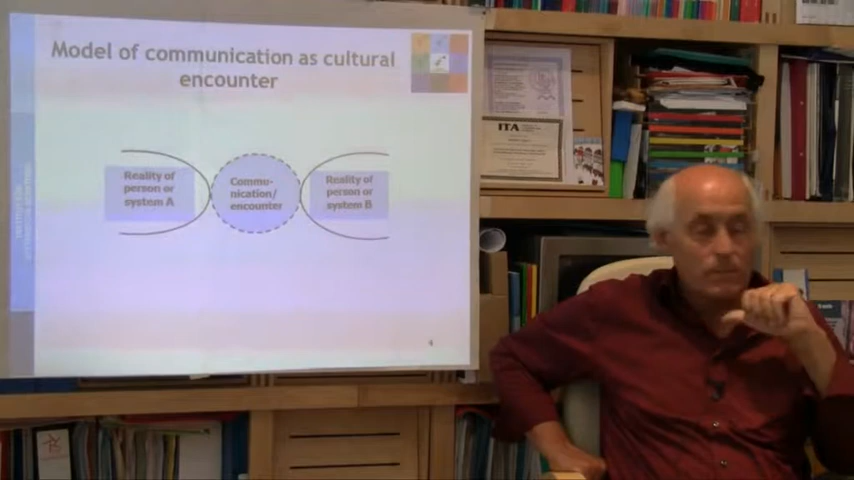 Model of communication as cultural
encounter
Reality of
person or
system A
Commu-
nication/
encounter
Reality of
person or
system B
ITA